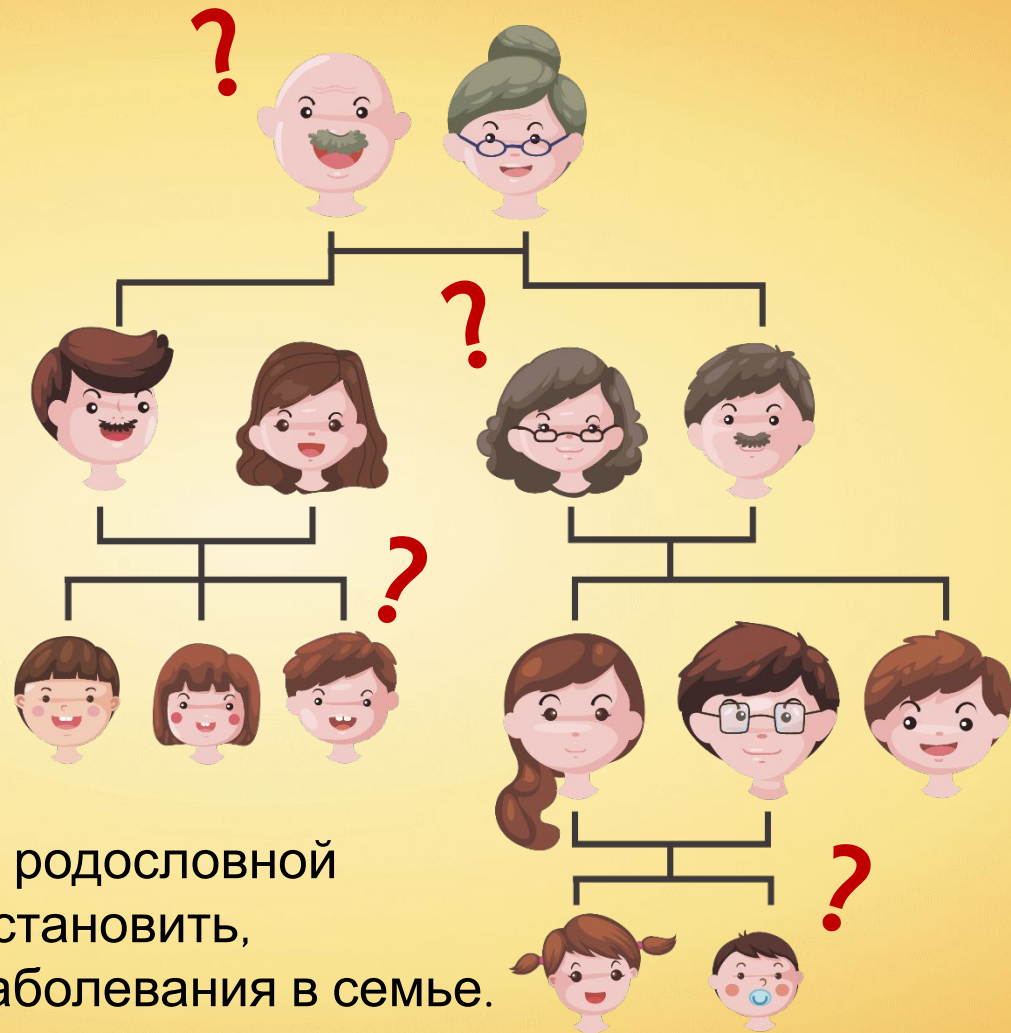 ?
?
?
родословной
становить,
?
аболевания в семье.